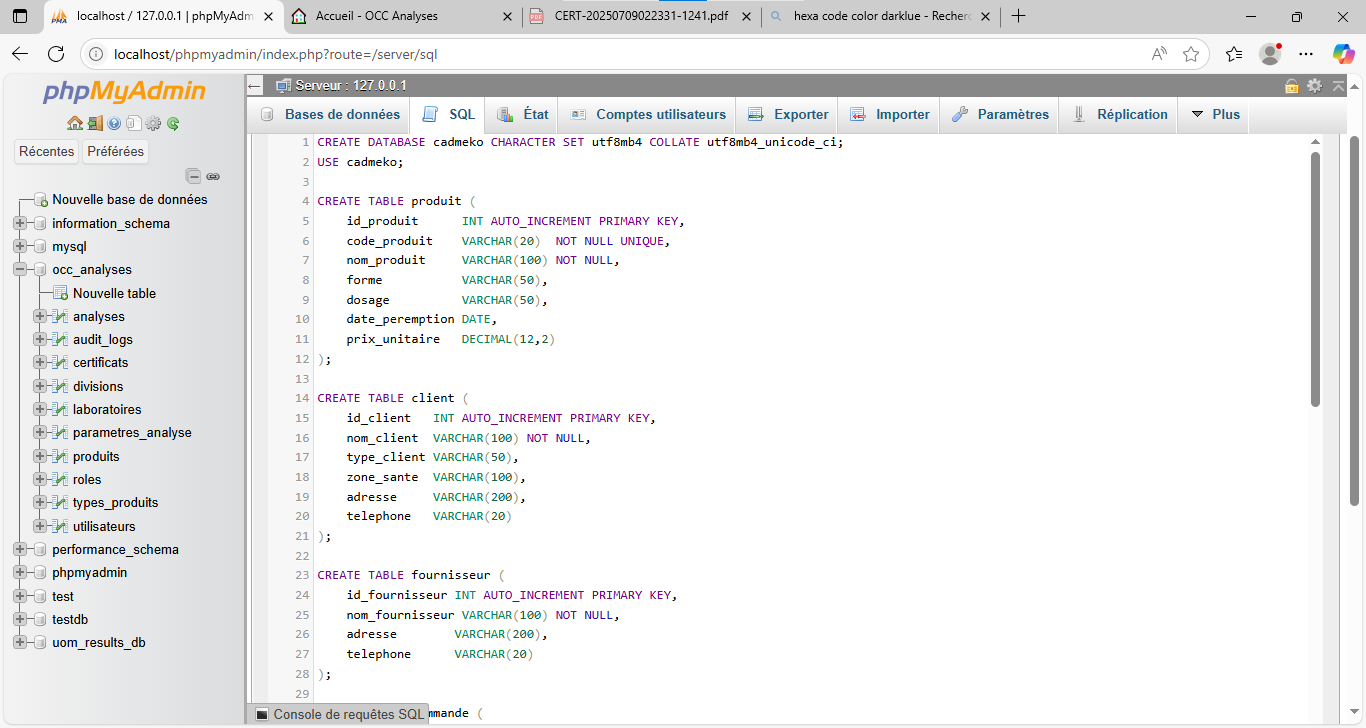 localhost / 127.0.0.1 | phpMyAdm
Accueil - OCC Analyses
CERT-20250709022331-1241.pdf
hexa code color darklue - Recherc
localhost/phpmyadmin/index.php?route=/server/sql
phpMyAdmin
Récentes
Préférées
Nouvelle base de données
information_schema
mysql
occ_analyses
Nouvelle table
analyses
audit_logs
certificats
divisions
laboratoires
parametres_analyse
produits
roles
types_produits
utilisateurs
performance_schema
phpmyadmin
test
testdb
uom_results_db
Serveur : 127.0.0.1
Bases de données
SQL
État
Comptes utilisateurs
Exporter
Importer
Paramètres
Réplication
Plus
1 CREATE DATABASE cadmeko CHARACTER SET utf8mb4 COLLATE utf8mb4_unicode_ci;
2 USE cadmeko;
3
4 CREATE TABLE produit (
5 id_produit INT AUTO_INCREMENT PRIMARY KEY,
6 code_produit VARCHAR(20) NOT NULL UNIQUE,
7 nom_produit VARCHAR(100) NOT NULL,
8 forme VARCHAR(50),
9 dosage VARCHAR(50),
10 date_peremption DATE,
11 prix_unitaire DECIMAL(12,2)
12 );
13
14 CREATE TABLE client (
15 id_client INT AUTO_INCREMENT PRIMARY KEY,
16 nom_client VARCHAR(100) NOT NULL,
17 type_client VARCHAR(50),
18 zone_sante VARCHAR(100),
19 adresse VARCHAR(200),
20 telephone VARCHAR(20)
21 );
22
23 CREATE TABLE fournisseur (
24 id_fournisseur INT AUTO_INCREMENT PRIMARY KEY,
25 nom_fournisseur VARCHAR(100) NOT NULL,
26 adresse VARCHAR(200),
27 telephone VARCHAR(20)
28 );
29
Console de requêtes SQL
mmande (